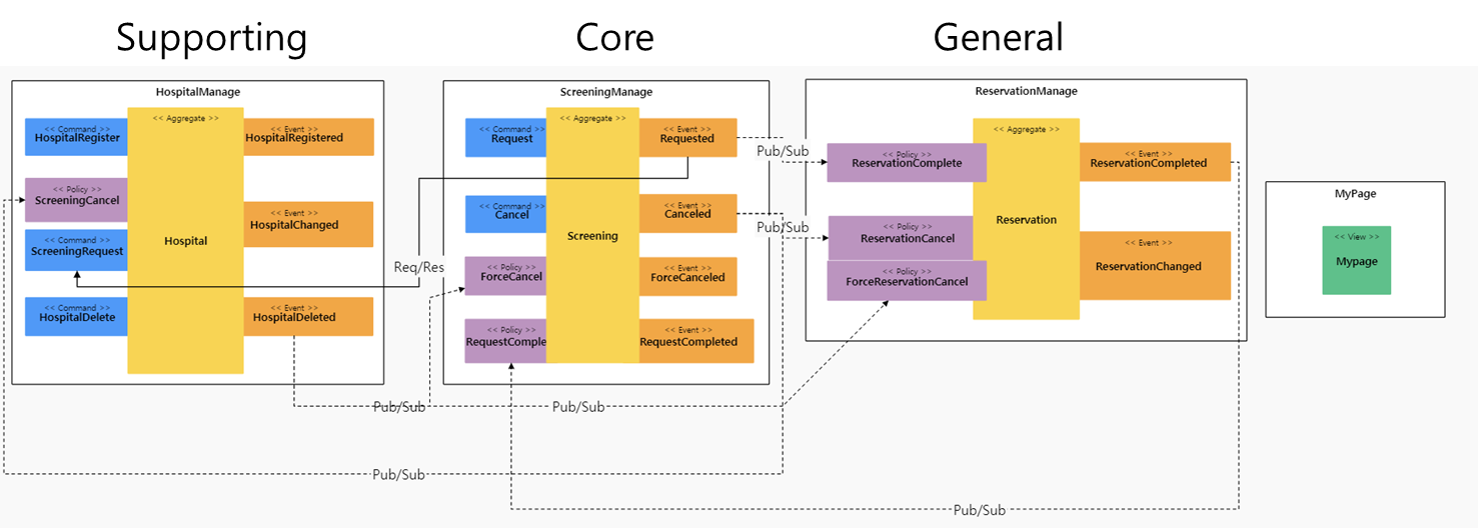 Supporting
Core
General
HospitalManage
<< Command >>
HospitalRegister
<< Aggregate >>
Hospital
<< Event >>
HospitalRegistered
<< Policy >>
ScreeningCancel
<< Event >>
HospitalChanged
<< Command >>
ScreeningRequest
<< Command >>
HospitalDelete
<< Event >>
HospitalDeleted
ScreeningManage
<< Command >>
Request
<< Aggregate >>
Screening
<< Event >>
Requested
<< Command >>
Cancel
<< Event >>
Canceled
<< Policy >>
ForceCancel
<< Event >>
ForceCanceled
<< Policy >>
RequestComple
<< Event >>
RequestCompleted
ReservationManage
<< Policy >>
ReservationComplete
<< Aggregate >>
Reservation
<< Event >>
ReservationCompleted
<< Policy >>
ReservationCancel
<< Policy >>
ForceReservationCancel
<< Event >>
ReservationChanged
MyPage
<< View >>
Mypage
Pub/Sub
Pub/Sub
Req/Res
Pub/Sub
Pub/Sub
Pub/Sub
Pub/Sub